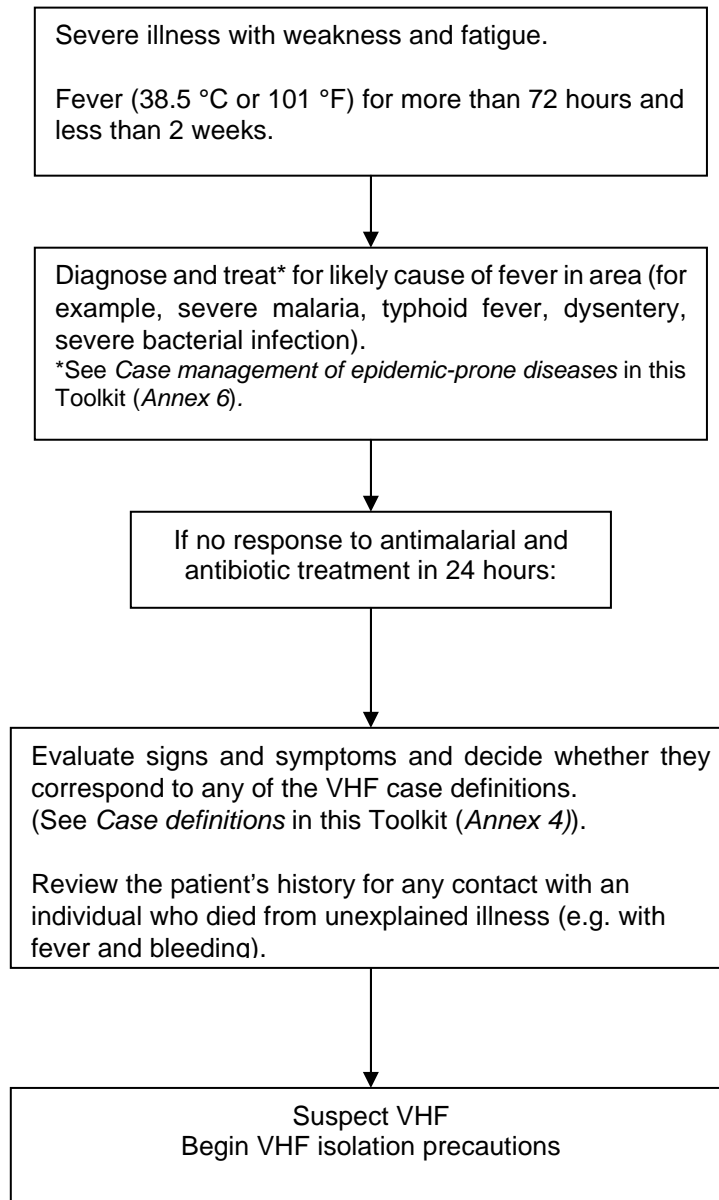 Severe illness with weakness and fatigue.
Fever (38.5 °C or 101 °F) for more than 72 hours and
less than 2 weeks.
Diagnose and treat* for likely cause of fever in area (for
example, severe malaria, typhoid fever, dysentery,
severe bacterial infection).
*See Case management of epidemic-prone diseases in this
Toolkit (Annex 6).
If no response to antimalarial and
antibiotic treatment in 24 hours:
Evaluate signs and symptoms and decide whether they
correspond to any of the VHF case definitions.
(See Case definitions in this Toolkit (Annex 4)).
Review the patient's history for any contact with an
individual who died from unexplained illness (e.g. with
fever and bleeding).
Suspect VHF
Begin VHF isolation precautions